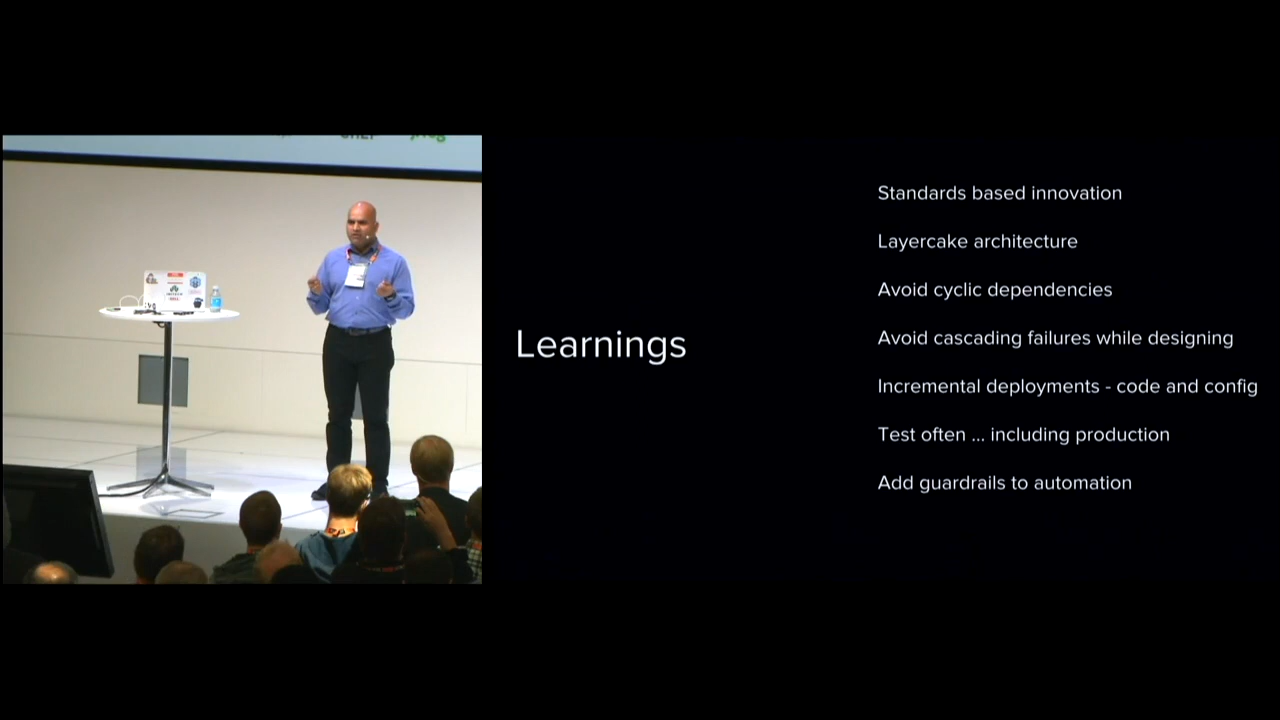 Learnings
Standards based innovation
Layercake architecture
Avoid cyclic dependencies
Avoid cascading failures while designing
Incremental deployments - code and config
Test often ... including production
Add guardrails to automation